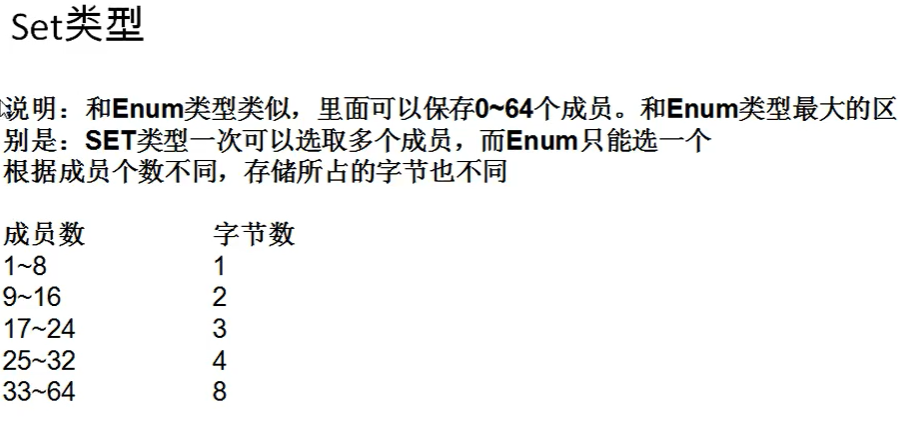 Set类型
说明：和Enum类型类似，里面可以保存0~64个成员。和Enum类型最大的区
别是：SET类型一次可以选取多个成员，而Enum只能选一个
根据成员个数不同，存储所占的字节也不同
成员数 字节数
1~8 1
9~16 2
17~24 3
25~32 4
33~64 8